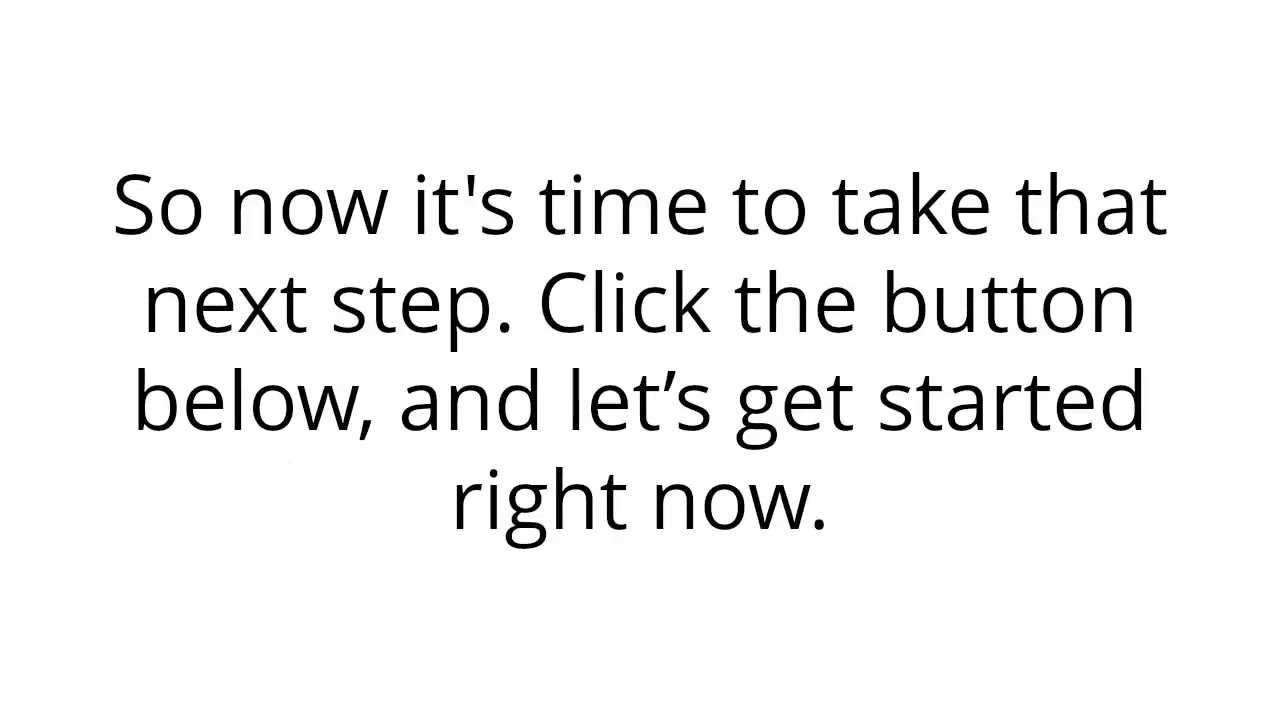 So now it's time to take that
next step. Click the button
below, and let’s get started
right now.